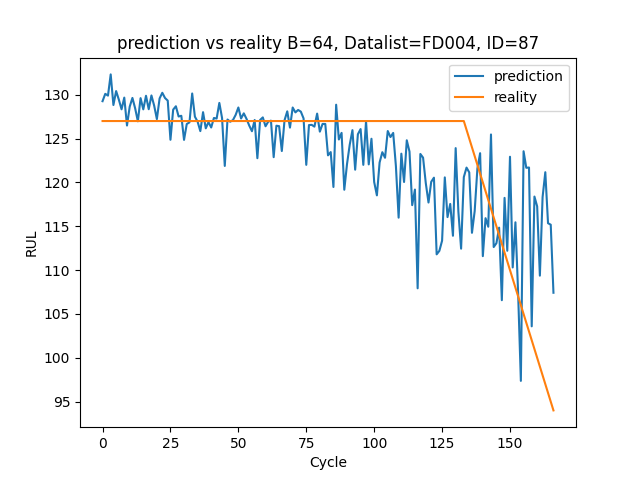 prediction vs reality B=64, Datalist=FD004, ID=87
prediction
reality
RUL
130
125
120
115
110
105
100
95
0 25 50 75 100 125 150
Cycle